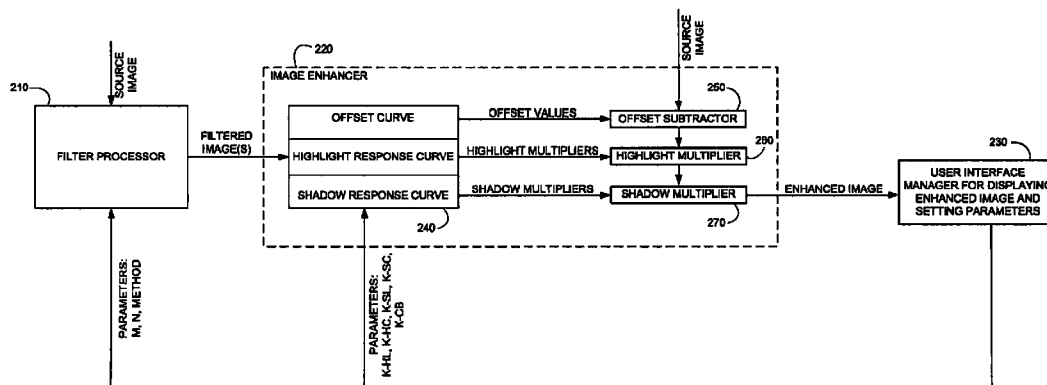 SOURCE
IMAGE
210
FILTER PROCESSOR
FILTERED
IMAGE(S)
PARAMETERS:
M, N, METHOD
220
IMAGE ENHANCER
OFFSET CURVE
HIGHLIGHT RESPONSE CURVE
SHADOW RESPONSE CURVE
240
PARAMETERS:
K-HL, K-HC, K-SL, K-SC,
K-CB
OFFSET VALUES
HIGHLIGHT MULTIPLIERS
SHADOW MULTIPLIERS
SOURCE
IMAGE
250
OFFSET SUBTRACTOR
HIGHLIGHT MULTIPLIER
260
SHADOW MULTIPLIER
270
ENHANCED IMAGE
230
USER INTERFACE
MANAGER FOR DISPLAYING
ENHANCED IMAGE AND
SETTING PARAMETERS